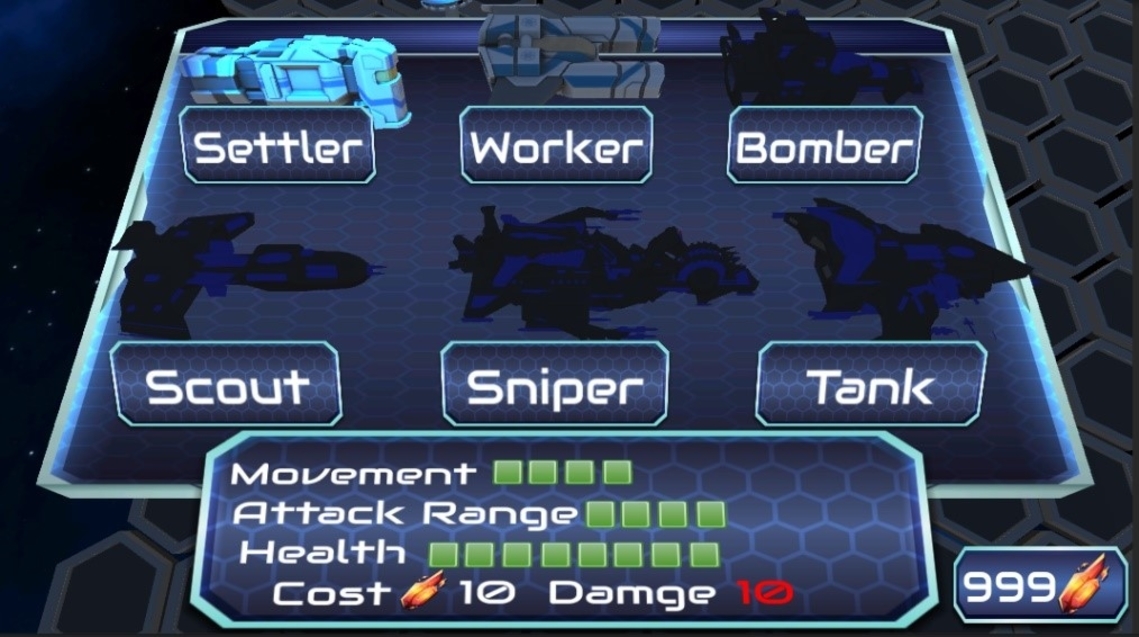 Settler Worker Bomber
Scout Sniper Tank
Movement
Attack Range
Health
Cost 10 Damge 10
999